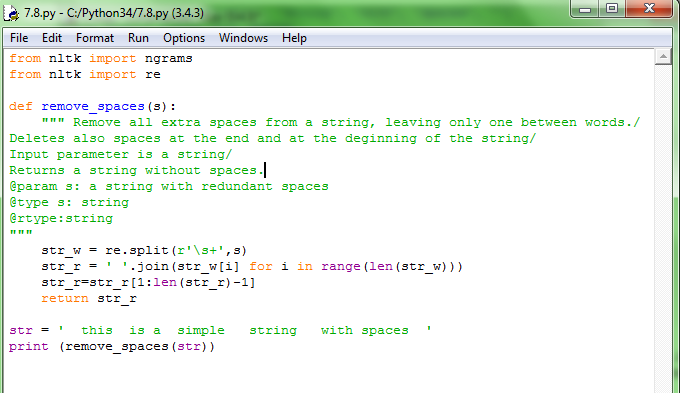 7.8.py - C:/Python34/7.8.py (3.4.3)
File Edit Format Run Options Windows Help
from nltk import ngrams
from nltk import re
def remove_spaces(s):
    """ Remove all extra spaces from a string, leaving only one between words./
Deletes also spaces at the end and at the deginning of the string/
Input parameter is a string/
Returns a string without spaces.
@param s: a string with redundant spaces
@type s: string
@rtype:string
"""
    str_w = re.split(r'\s+',s)
    str_r = ' '.join(str_w[i] for i in range(len(str_w)))
    str_r=str_r[1:len(str_r)-1]
    return str_r
str = '  this  is a  simple   string   with spaces  '
print (remove_spaces(str))